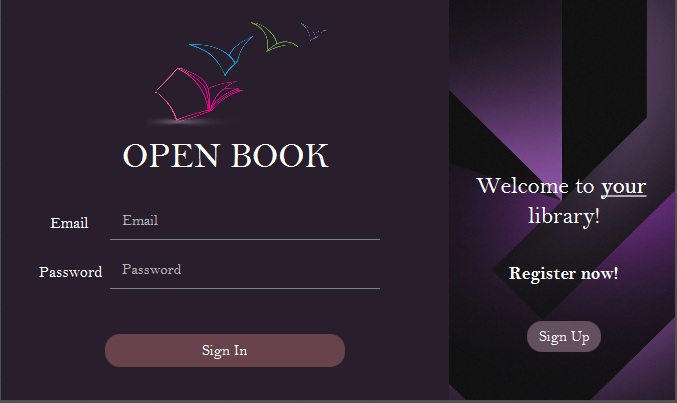 OPEN BOOK
Email
Email
Password
Password
Sign In
Welcome to your
library!
Register now!
Sign Up